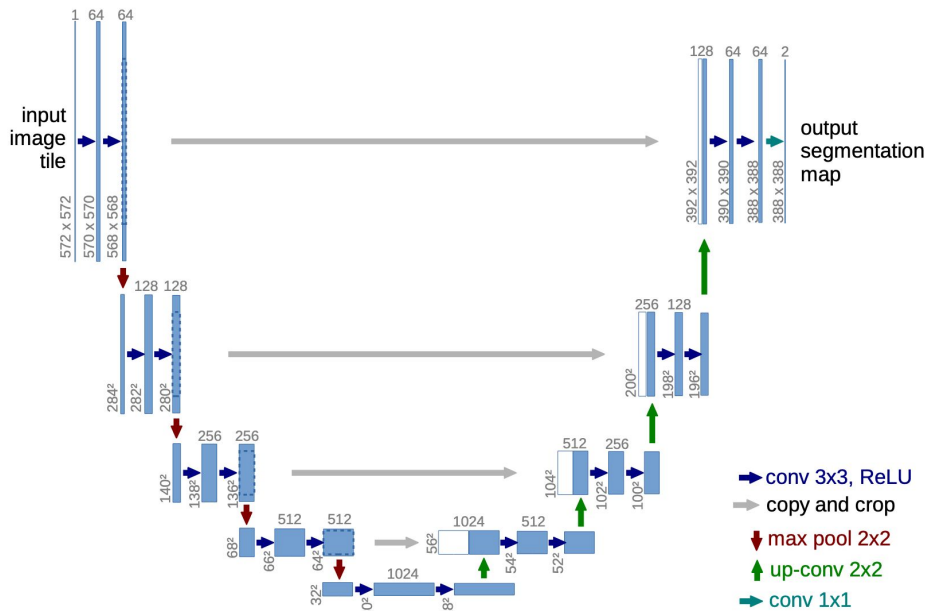 1 64 64
input
image
tile
572 x 572
570 x 570
568 x 568
128 64 64 2
output
segmentation
map
392 x 392
390 x 390
388 x 388
388 x 388
128 128
284²
282²
280²
256 128
200²
198²
196²
256 256
140²
138²
136²
512 256
104²
102²
100²
512 512
68²
66²
64²
1024 512
56²
54²
52²
1024
32²
0²
8²
conv 3x3, ReLU
copy and crop
max pool 2x2
up-conv 2x2
conv 1x1